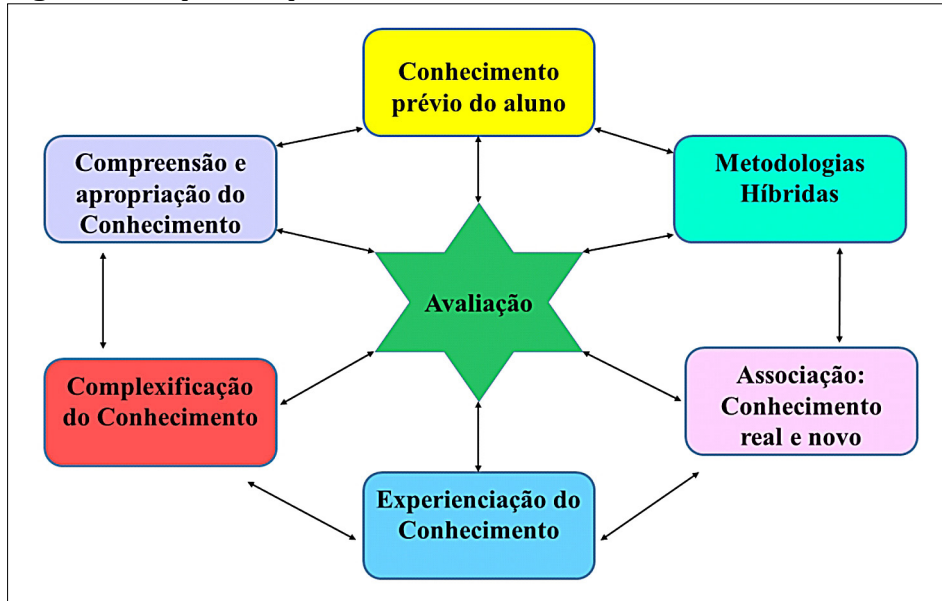 Conhecimento
prévio do aluno
Compreensão e
apropriação do
Conhecimento
Metodologias
Híbridas
Avaliação
Complexificação
do Conhecimento
Associação:
Conhecimento
real e novo
Experienciação do
Conhecimento